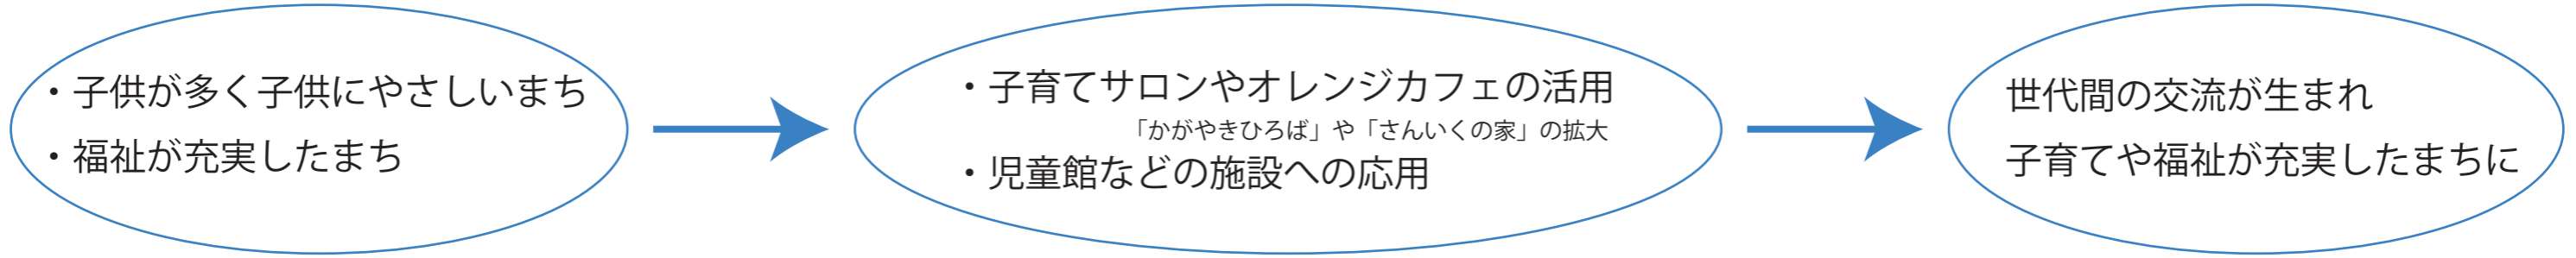 ・子供が多く子供にやさしいまち
・福祉が充実したまち
・子育てサロンやオレンジカフェの活用
「かがやきひろば」や「さんいくの家」の拡大
・児童館などの施設への応用
世代間の交流が生まれ
子育てや福祉が充実したまちに